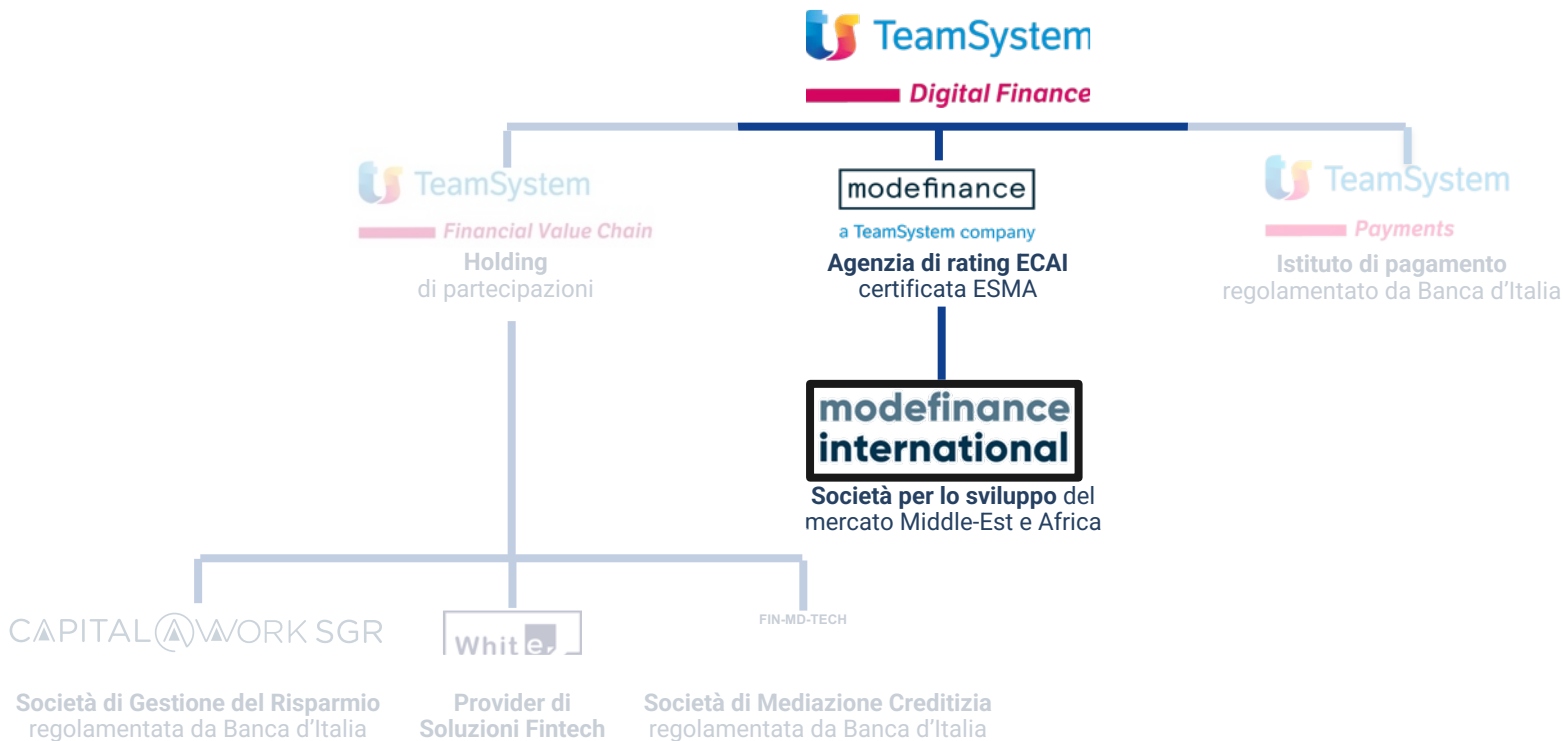 TeamSystem
Digital Finance
TeamSystem
Financial Value Chain
Holding
di partecipazioni
modefinance
a TeamSystem company
Agenzia di rating ECAI
certificata ESMA
TeamSystem
Payments
Istituto di pagamento
regolamentato da Banca d'Italia
modefinance
international
Società per lo sviluppo del
mercato Middle-Est e Africa
CAPITAL@WORK SGR
Società di Gestione del Risparmio
regolamentata da Banca d'Italia
Whit e,
Provider di
Soluzioni Fintech
FIN-MD-TECH
Società di Mediazione Creditizia
regolamentata da Banca d'Italia